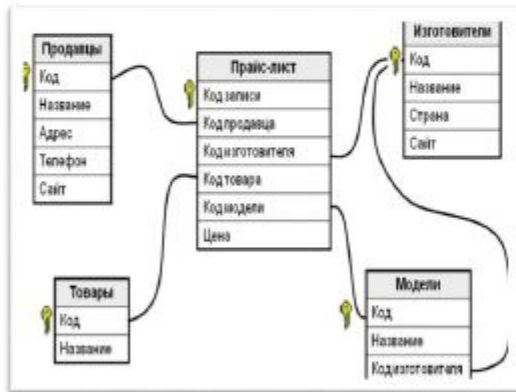 Продавцы
Код
Название
Адрес
Телефон
Сайт
Прайс-лист
Код записи
Код продавца
Код изготовителя
Код товара
Код модели
Цена
Изготовители
Код
Название
Страна
Сайт
Товары
Код
Название
Модели
Код
Название
Код изготовителя